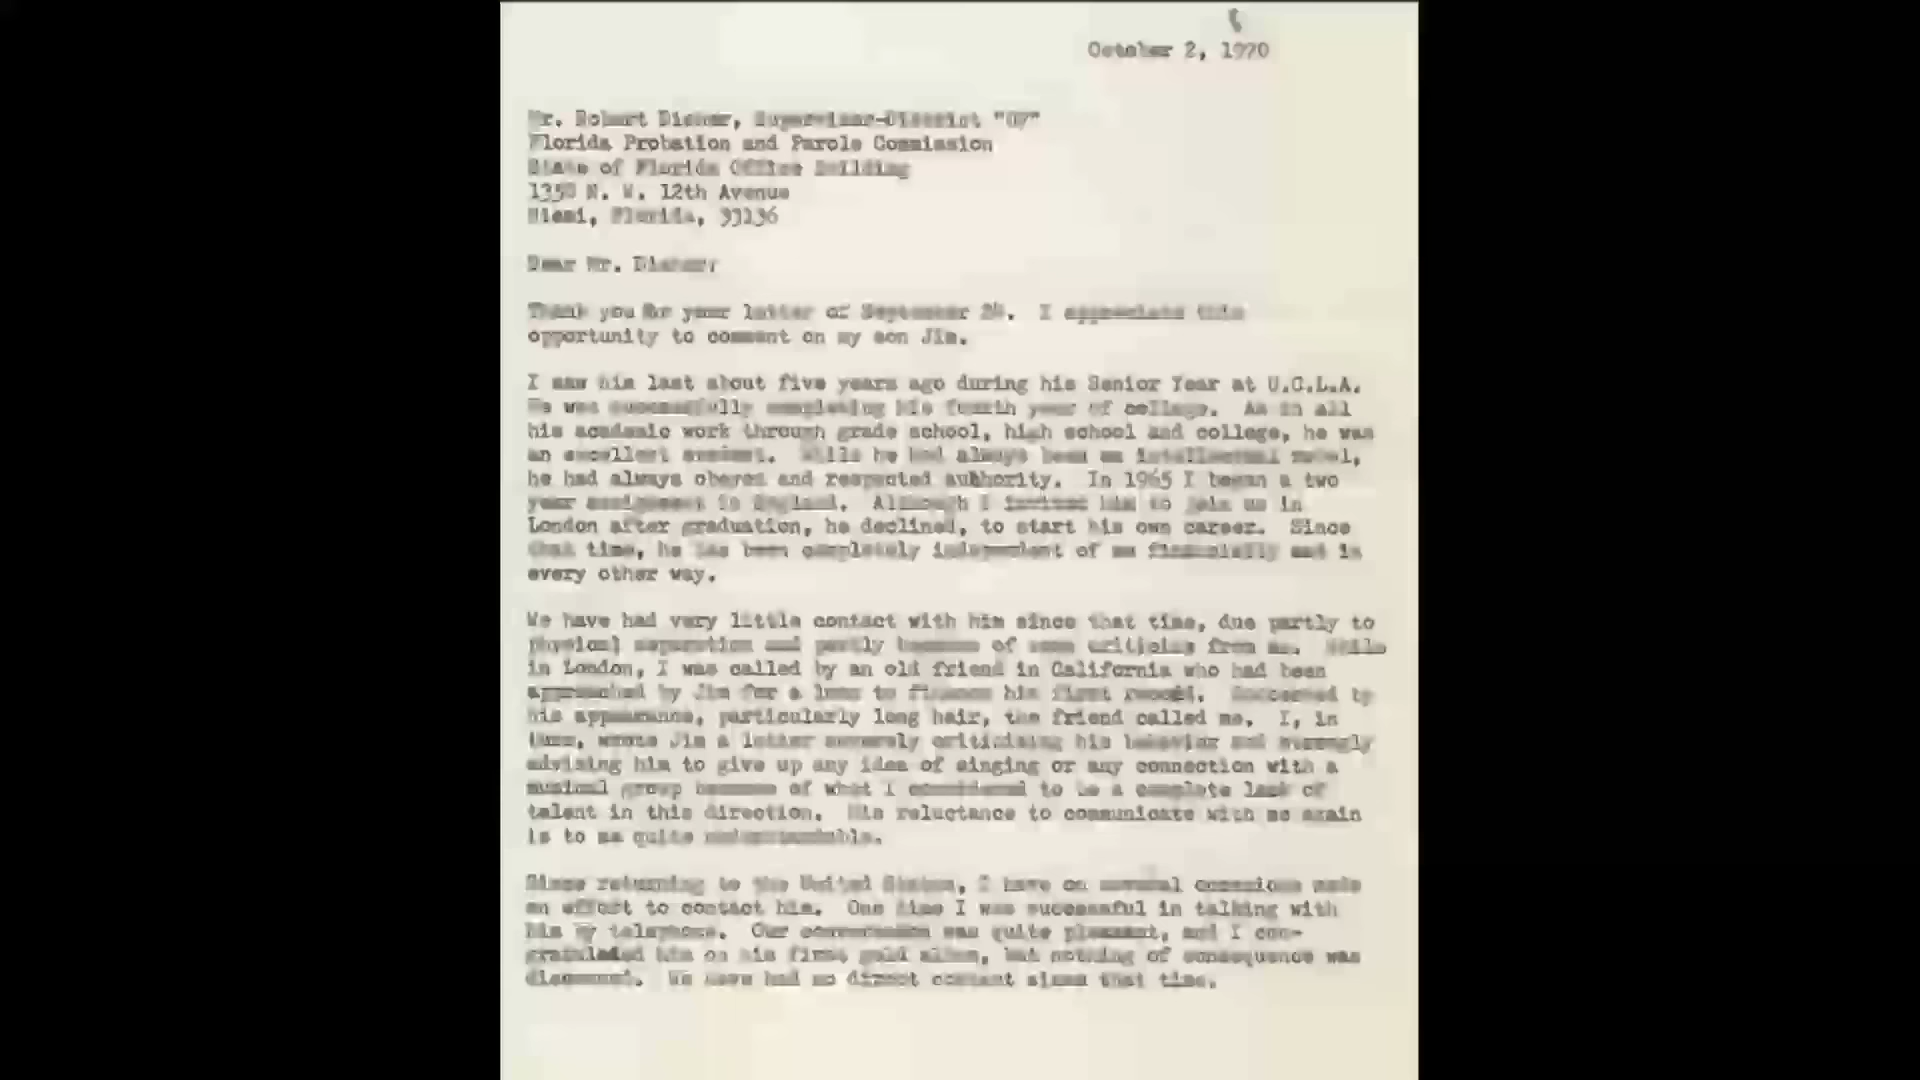 October 2, 1970
Mr. Robert Disher, Supervisor-District "07"
Florida Probation and Parole Commission
State of Florida Office Building
1350 N. W. 12th Avenue
Miami, Florida, 33136
Dear Mr. Disher:
Thank you for your letter of September 24. I appreciate this
opportunity to comment on my son Jim.
I saw him last about five years ago during his Senior Year at U.C.L.A.
He was successfully completing his fourth year of college. As in all
his academic work through grade school, high school and college, he was
an excellent student. While he had always been an intellectual rebel,
he had always obeyed and respected authority. In 1965 I began a two
year assignment in England. Although I invited him to join us in
London after graduation, he declined, to start his own career. Since
that time, he has been completely independent of me financially and in
every other way.
We have had very little contact with him since that time, due partly to
physical separation and partly because of some criticism from me. While
in London, I was called by an old friend in California who had been
approached by Jim for a loan to finance his first record. Concerned by
his appearance, particularly long hair, the friend called me. I, in
turn, wrote Jim a letter severely criticizing his behavior and strongly
advising him to give up any idea of singing or any connection with a
musical group because of what I considered to be a complete lack of
talent in this direction. His reluctance to communicate with me again
is to me quite understandable.
Since returning to the United States, I have on several occasions made
an effort to contact him. One time I was successful in talking with
him by telephone. Our conversation was quite pleasant, and I con-
gratulated him on his first gold album, but nothing of consequence was
discussed. We have had no direct contact since that time.